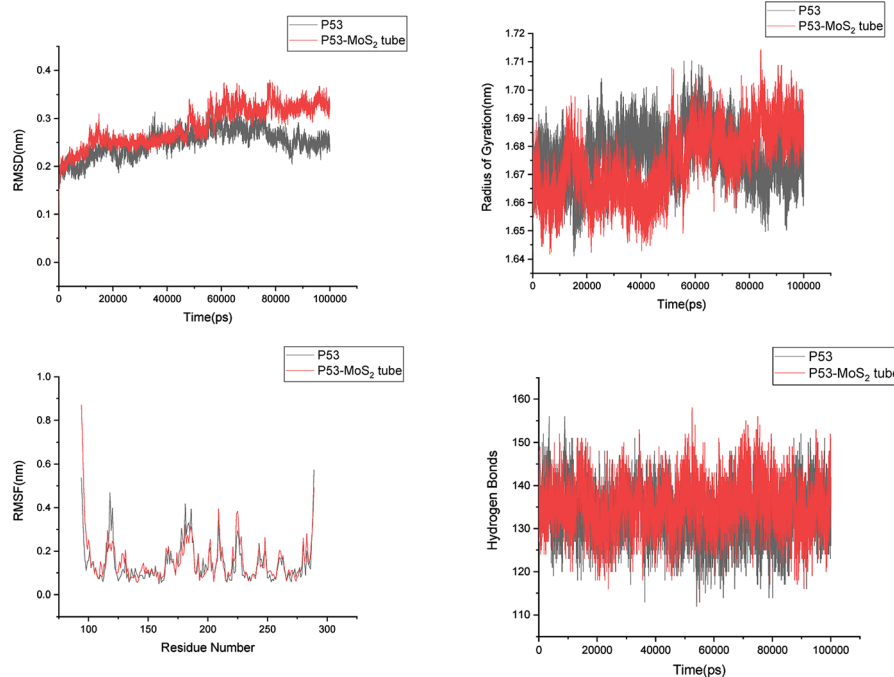 P53
P53-MoS₂ tube
0.4
0.3
0.2
0.1
0.0
RMSD(nm)
0 20000 40000 60000 80000 100000
Time(ps)
P53
P53-MoS₂ tube
1.72
1.71
1.70
1.69
1.68
1.67
1.66
1.65
1.64
Radius of Gyration(nm)
0 20000 40000 60000 80000 100000
Time(ps)
P53
P53-MoS₂ tube
1.0
0.8
0.6
0.4
0.2
0.0
RMSF(nm)
100 150 200 250 300
Residue Number
P53
P53-MoS₂ tube
160
150
140
130
120
110
Hydrogen Bonds
0 20000 40000 60000 80000 100000
Time(ps)